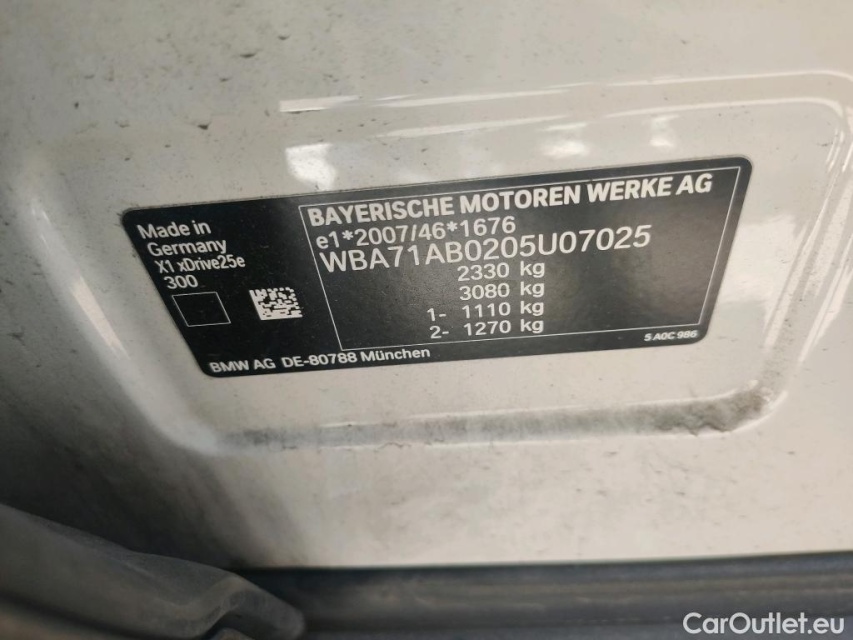 Made in
Germany
X1 xDrive25e
300
BAYERISCHE MOTOREN WERKE AG
e1*2007/46*1676
WBA71AB0205U07025
2330 kg
3080 kg
1- 1110 kg
2- 1270 kg
5 A0C 986
BMW AG DE-80788 München
CarOutlet.eu